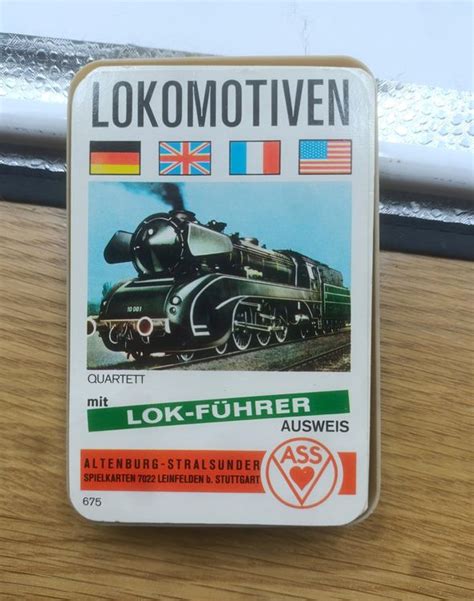 LOKOMOTIVEN
10 001
QUARTETT
mit
LOK-FÜHRER
AUSWEIS
ALTENBURG-STRALSUNDER
SPIELKARTEN 7022 LEINFELDEN b. STUTTGART
ASS
675